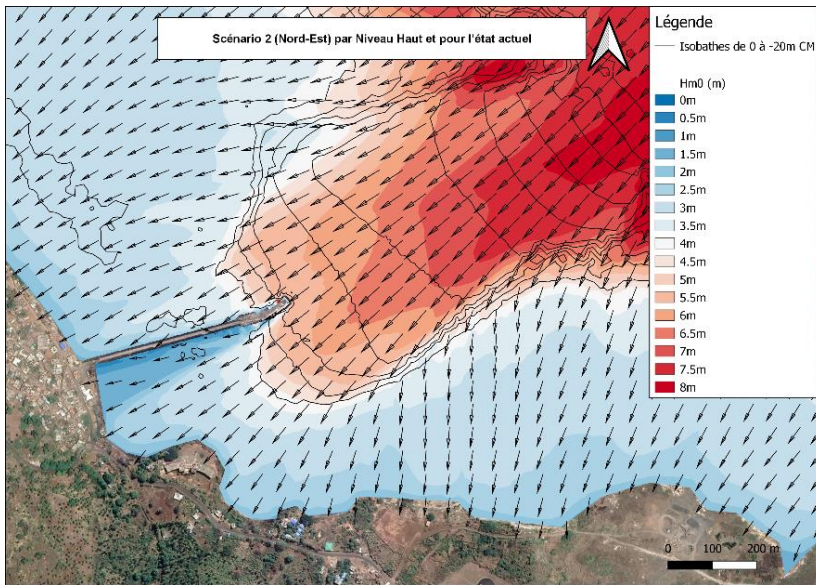 Scénario 2 (Nord-Est) par Niveau Haut et pour l'état actuel
Légende
Isobathes de 0 à -20m CM
Hm0 (m)
0m
0.5m
1m
1.5m
2m
2.5m
3m
3.5m
4m
4.5m
5m
5.5m
6m
6.5m
7m
7.5m
8m
0 100 200 m